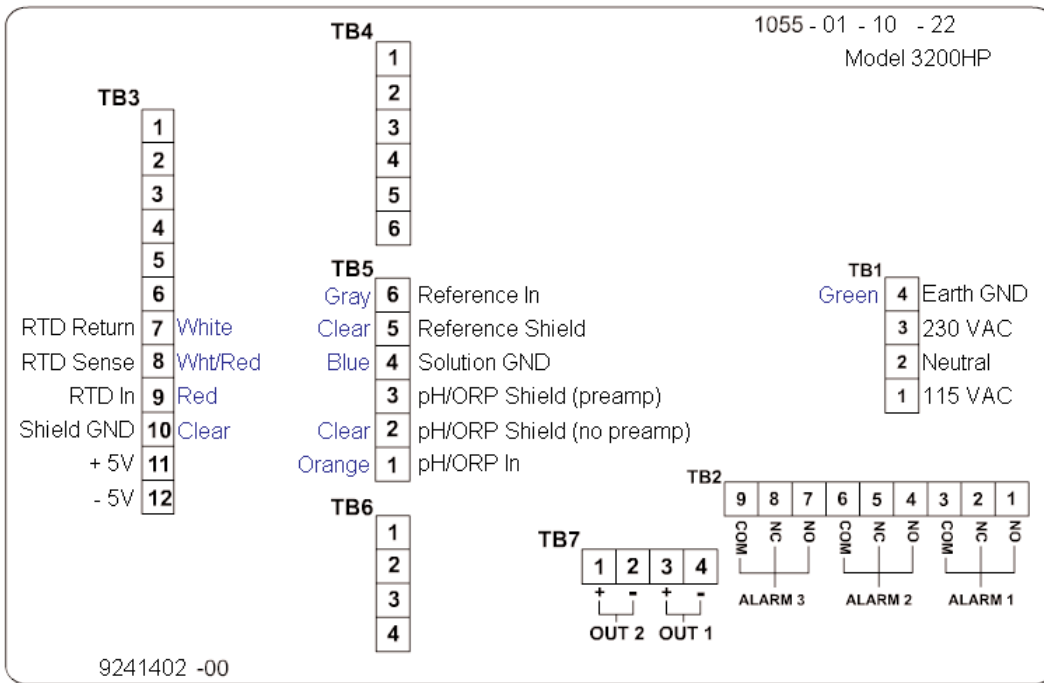 1055 - 01 - 10 - 22
Model 3200HP
TB4
1
2
3
4
5
6
TB3
1
2
3
4
5
6
RTD Return 7 White
RTD Sense 8 Wht/Red
RTD In 9 Red
Shield GND 10 Clear
+ 5V 11
- 5V 12
TB5
Gray 6 Reference In
Clear 5 Reference Shield
Blue 4 Solution GND
3 pH/ORP Shield (preamp)
Clear 2 pH/ORP Shield (no preamp)
Orange 1 pH/ORP In
TB1
Green 4 Earth GND
3 230 VAC
2 Neutral
1 115 VAC
TB6
1
2
3
4
TB7
1 2 3 4
+ - + -
OUT 2 OUT 1
TB2
9 8 7 6 5 4 3 2 1
COM NC NO COM NC NO COM NC NO
ALARM 3 ALARM 2 ALARM 1
9241402 -00